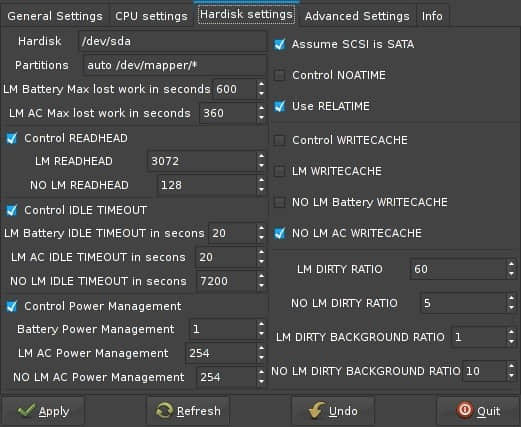 General Settings CPU settings Hardisk settings Advanced Settings Info
Hardisk /dev/sda
Partitions auto /dev/mapper/*
LM Battery Max lost work in seconds 600
LM AC Max lost work in seconds 360
Control READHEAD
LM READHEAD 3072
NO LM READHEAD 128
Control IDLE TIMEOUT
LM Battery IDLE TIMEOUT in secons 20
LM AC IDLE TIMEOUT in secons 20
NO LM IDLE TIMEOUT in secons 7200
Control Power Management
Battery Power Management 1
LM AC Power Management 254
NO LM AC Power Management 254
Assume SCSI is SATA
Control NOATIME
Use RELATIME
Control WRITECACHE
LM WRITECACHE
NO LM Battery WRITECACHE
NO LM AC WRITECACHE
LM DIRTY RATIO 60
NO LM DIRTY RATIO 5
LM DIRTY BACKGROUND RATIO 1
NO LM DIRTY BACKGROUND RATIO 10
Apply Refresh Undo Quit